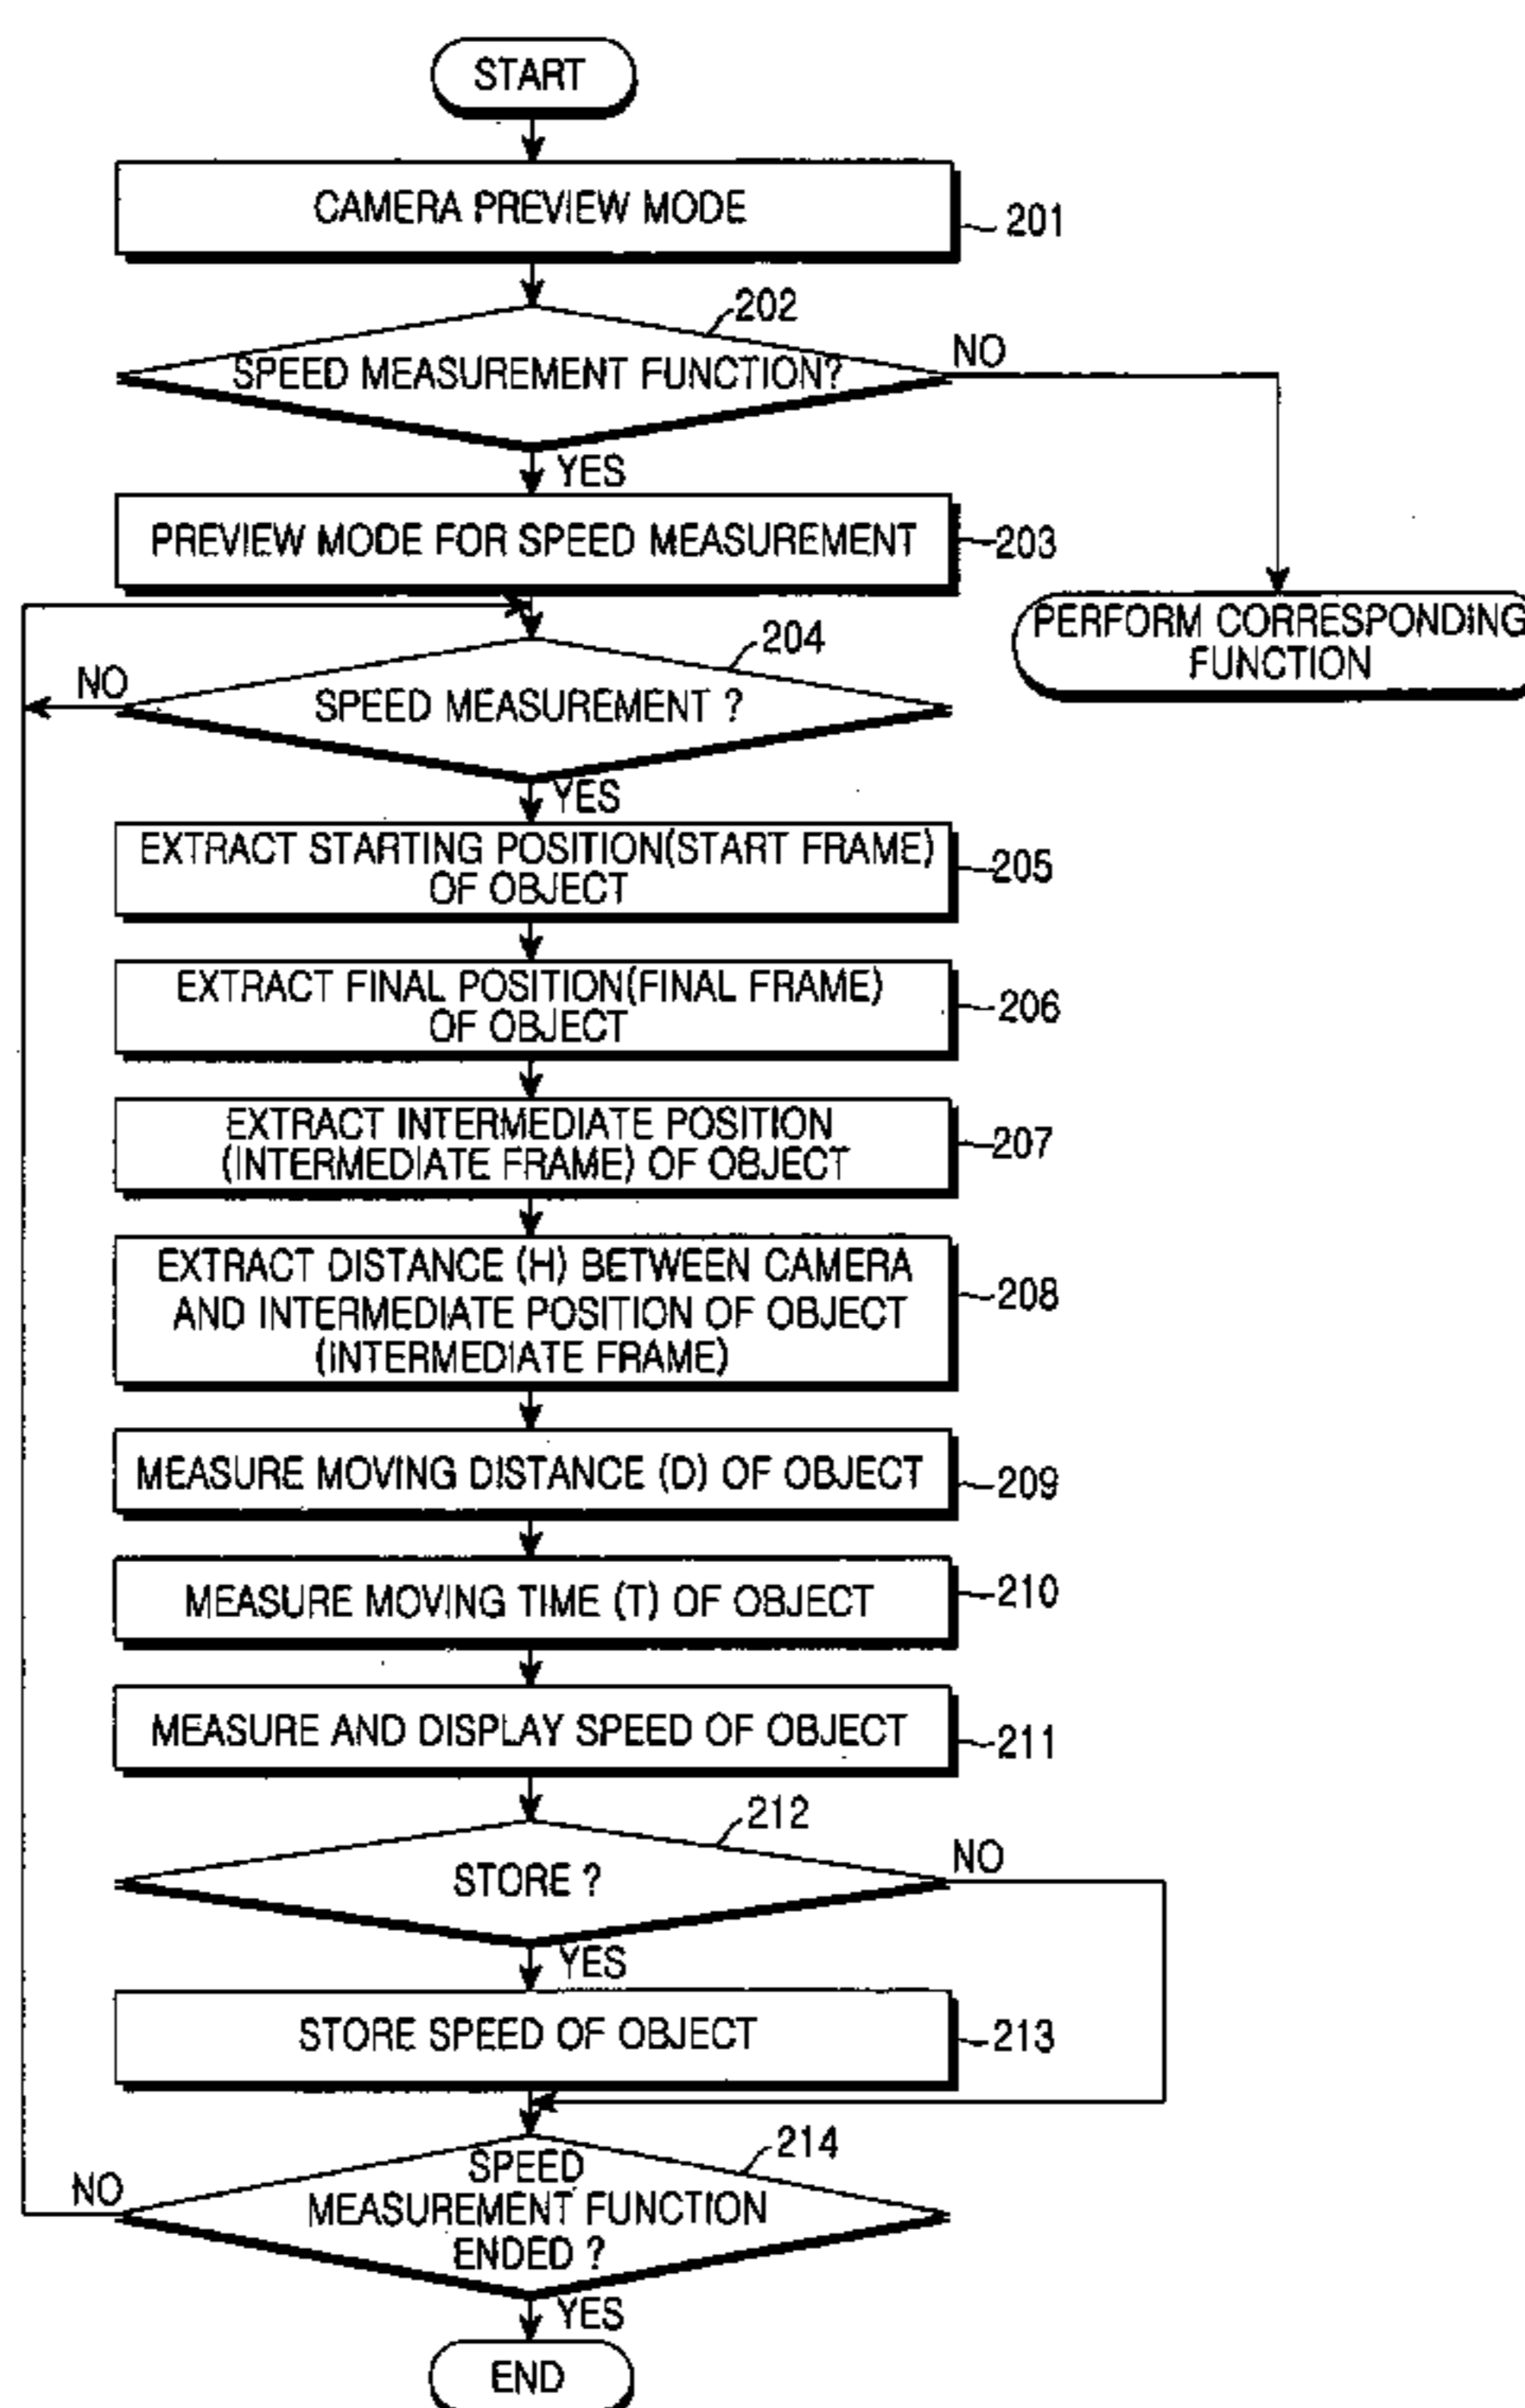 START
CAMERA PREVIEW MODE
201
202
SPEED MEASUREMENT FUNCTION?
NO
YES
PREVIEW MODE FOR SPEED MEASUREMENT
203
PERFORM CORRESPONDING
FUNCTION
204
NO
SPEED MEASUREMENT ?
YES
EXTRACT STARTING POSITION(START FRAME)
OF OBJECT
205
EXTRACT FINAL POSITION(FINAL FRAME)
OF OBJECT
206
EXTRACT INTERMEDIATE POSITION
(INTERMEDIATE FRAME) OF OBJECT
207
EXTRACT DISTANCE (H) BETWEEN CAMERA
AND INTERMEDIATE POSITION OF OBJECT
(INTERMEDIATE FRAME)
208
MEASURE MOVING DISTANCE (D) OF OBJECT
209
MEASURE MOVING TIME (T) OF OBJECT
210
MEASURE AND DISPLAY SPEED OF OBJECT
211
212
STORE ?
NO
YES
STORE SPEED OF OBJECT
213
214
NO
SPEED
MEASUREMENT FUNCTION
ENDED ?
YES
END